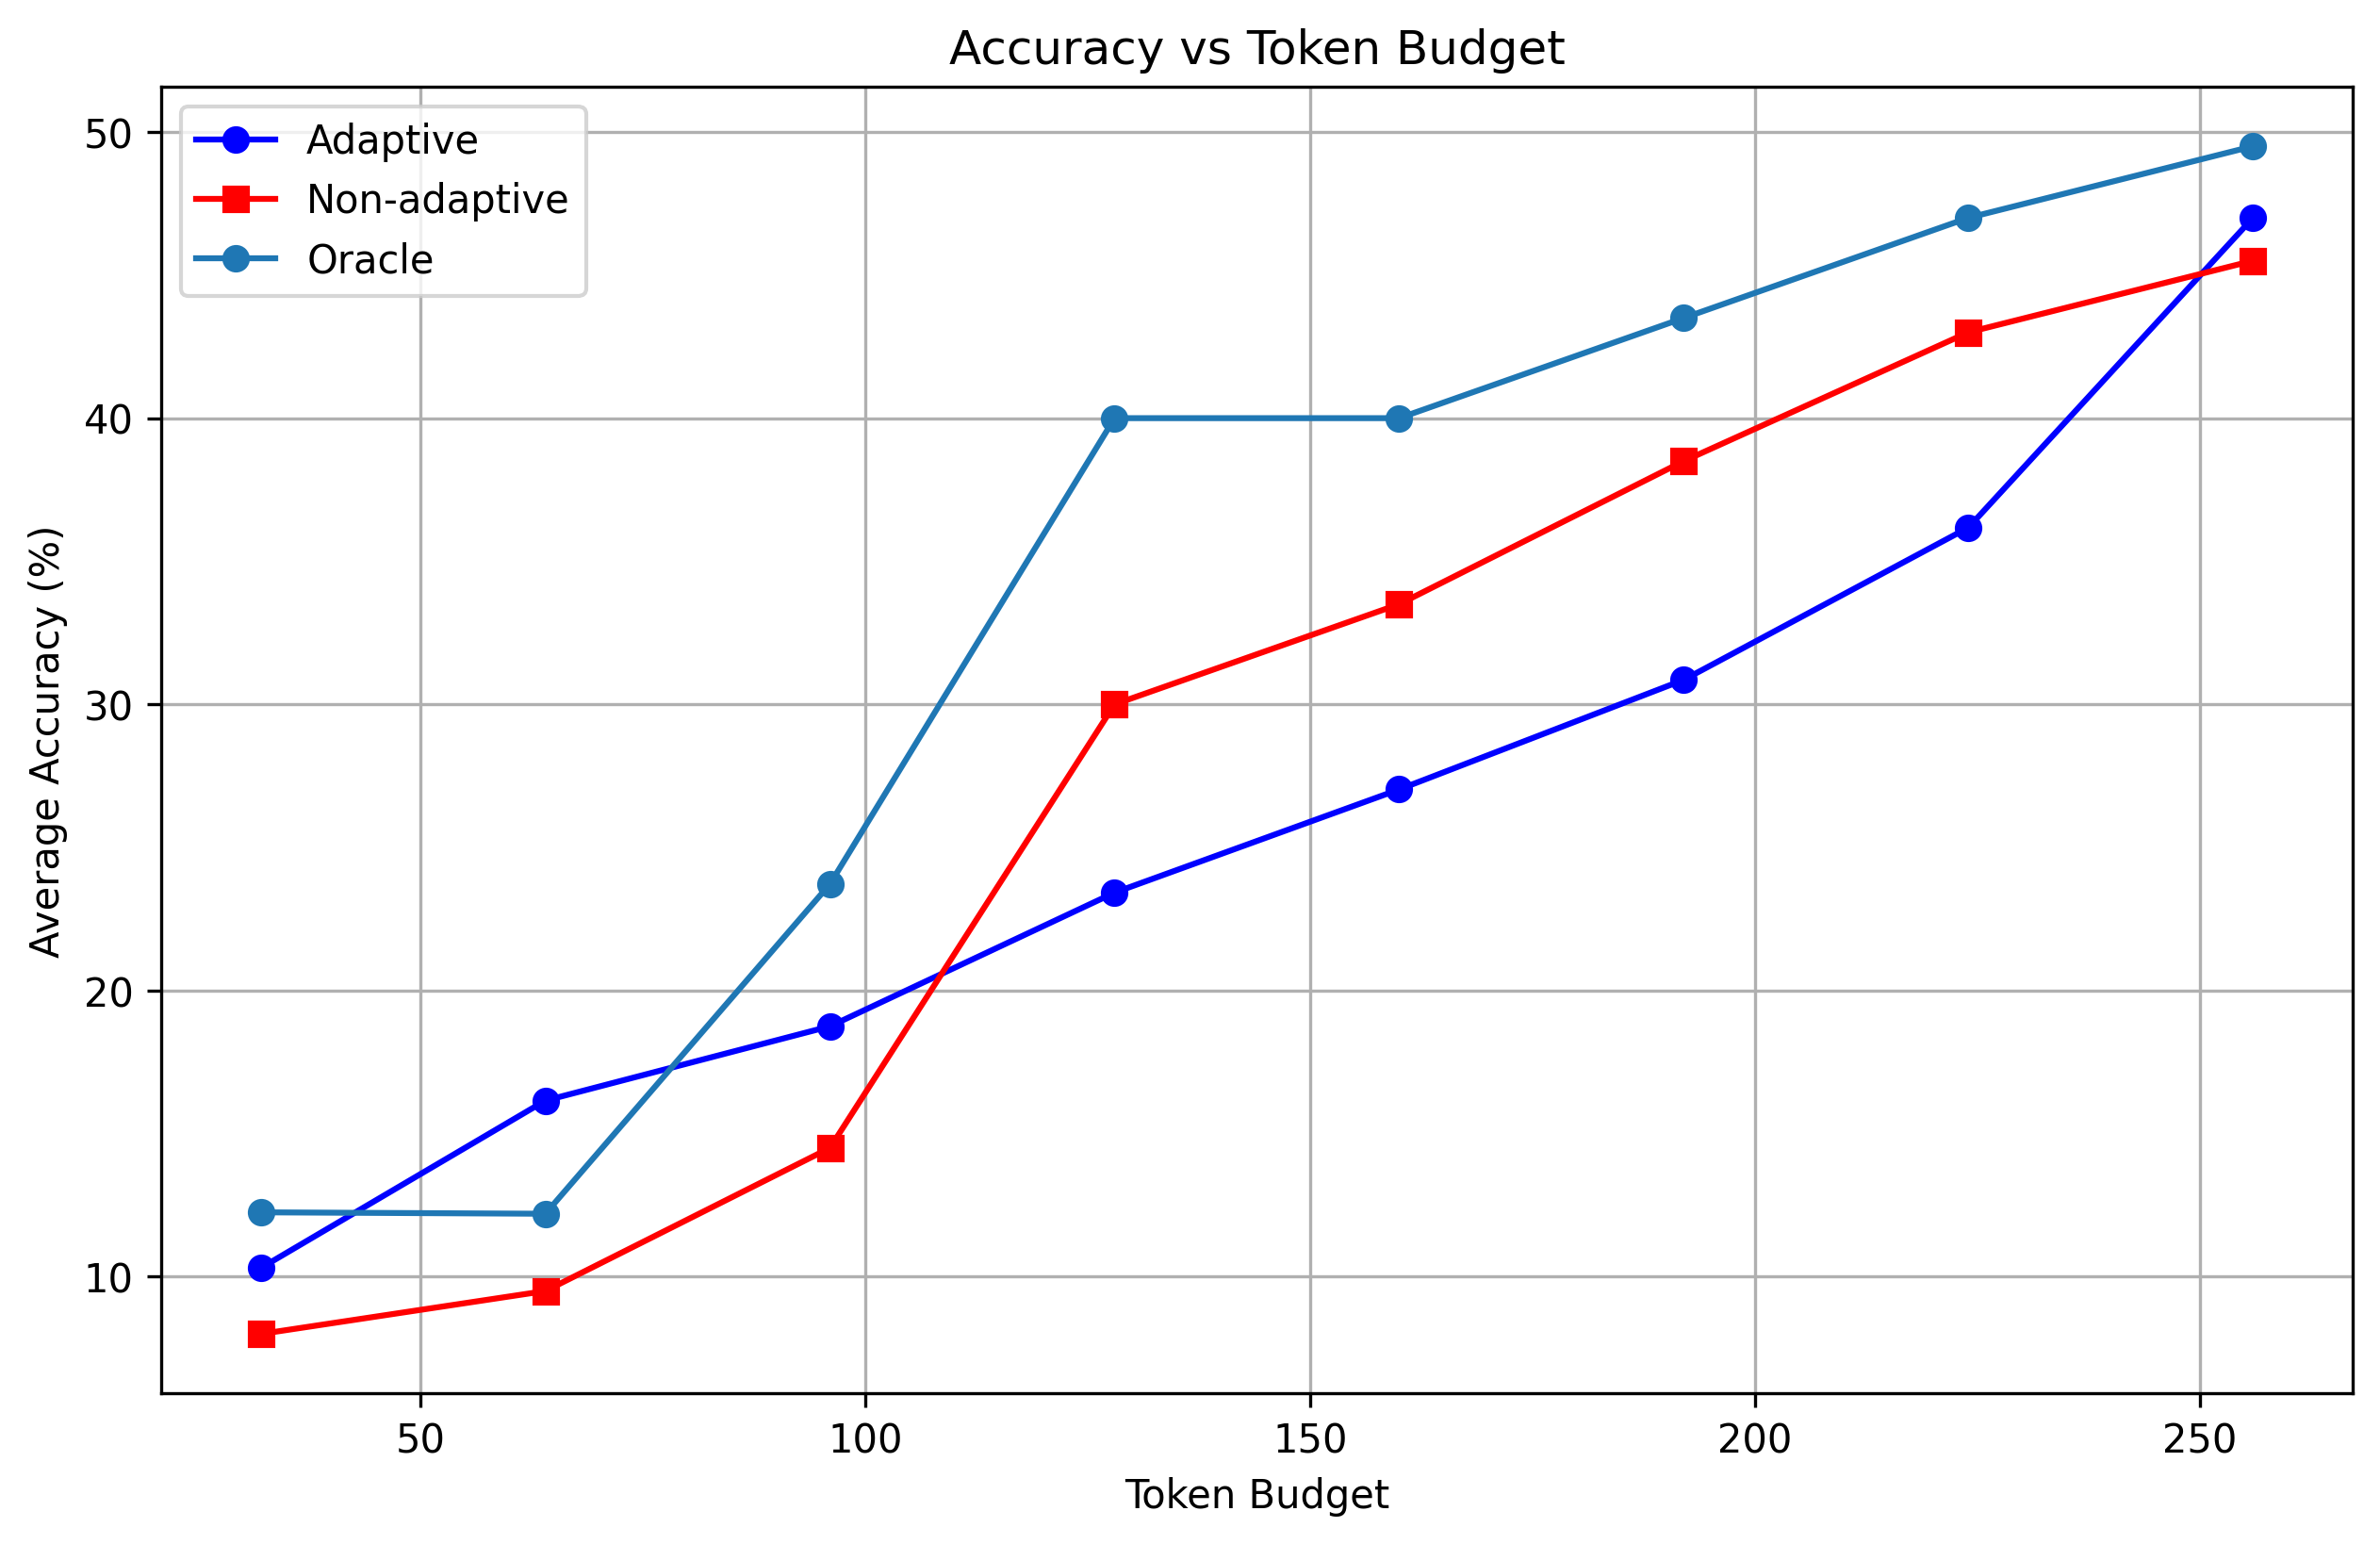 Accuracy vs Token Budget
Adaptive
Non-adaptive
Oracle
Average Accuracy (%)
50
40
30
20
10
50 100 150 200 250
Token Budget